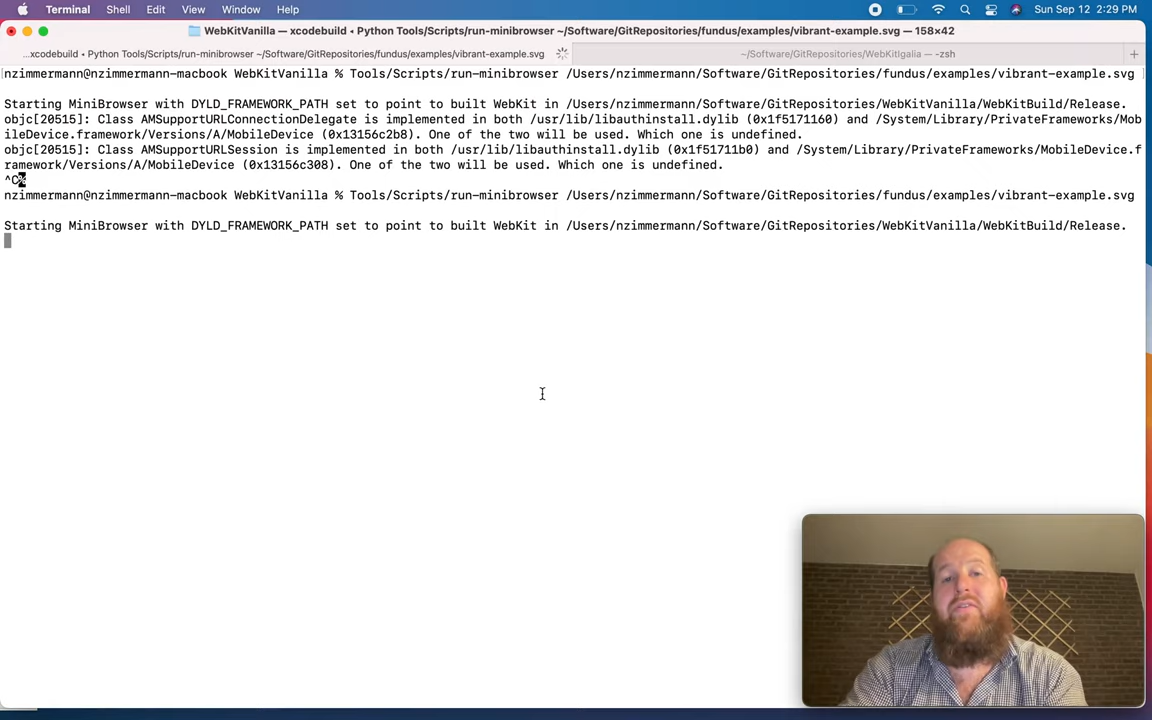 Terminal Shell Edit View Window Help Sun Sep 12 2:29 PM
WebKitVanilla — xcodebuild ◂ Python Tools/Scripts/run-minibrowser ~/Software/GitRepositories/fundus/examples/vibrant-example.svg — 158×42
...xcodebuild ◂ Python Tools/Scripts/run-minibrowser ~/Software/GitRepositories/fundus/examples/vibrant-example.svg ~/Software/GitRepositories/WebKitIgalia — -zsh +
[nzimmermann@nzimmermann-macbook WebKitVanilla % Tools/Scripts/run-minibrowser /Users/nzimmermann/Software/GitRepositories/fundus/examples/vibrant-example.svg ]
Starting MiniBrowser with DYLD_FRAMEWORK_PATH set to point to built WebKit in /Users/nzimmermann/Software/GitRepositories/WebKitVanilla/WebKitBuild/Release.
objc[20515]: Class AMSupportURLConnectionDelegate is implemented in both /usr/lib/libauthinstall.dylib (0x1f5171160) and /System/Library/PrivateFrameworks/Mob
ileDevice.framework/Versions/A/MobileDevice (0x13156c2b8). One of the two will be used. Which one is undefined.
objc[20515]: Class AMSupportURLSession is implemented in both /usr/lib/libauthinstall.dylib (0x1f51711b0) and /System/Library/PrivateFrameworks/MobileDevice.f
ramework/Versions/A/MobileDevice (0x13156c308). One of the two will be used. Which one is undefined.
^C%
nzimmermann@nzimmermann-macbook WebKitVanilla % Tools/Scripts/run-minibrowser /Users/nzimmermann/Software/GitRepositories/fundus/examples/vibrant-example.svg
Starting MiniBrowser with DYLD_FRAMEWORK_PATH set to point to built WebKit in /Users/nzimmermann/Software/GitRepositories/WebKitVanilla/WebKitBuild/Release.